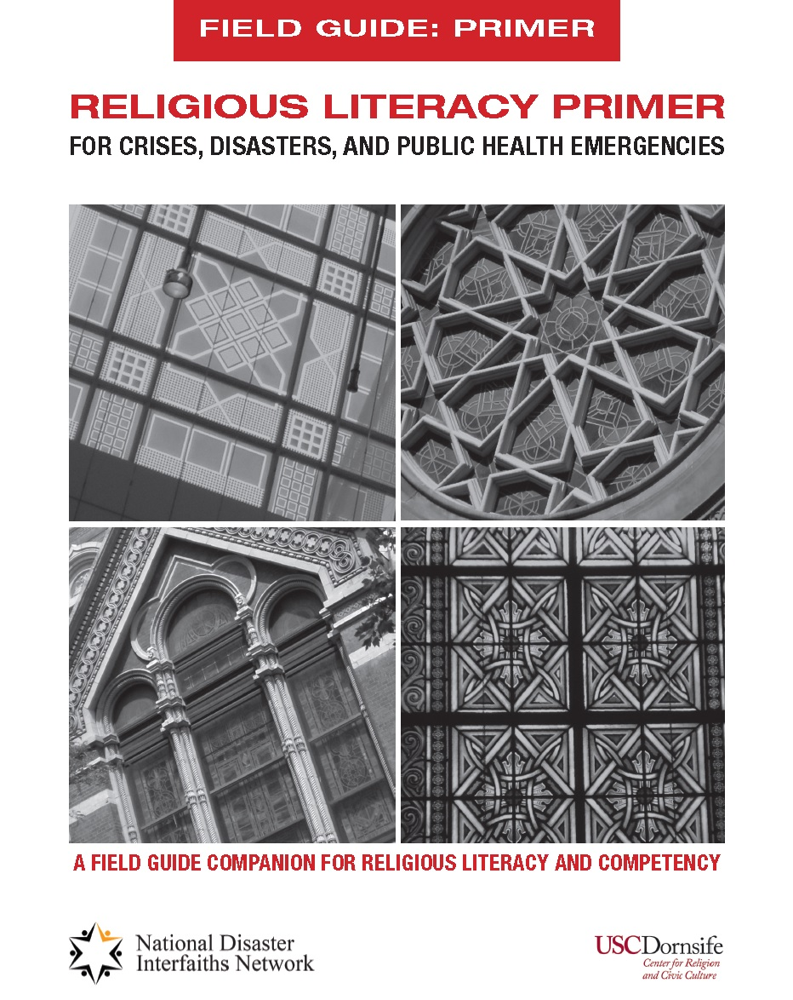 FIELD GUIDE: PRIMER
RELIGIOUS LITERACY PRIMER
FOR CRISES, DISASTERS, AND PUBLIC HEALTH EMERGENCIES
A FIELD GUIDE COMPANION FOR RELIGIOUS LITERACY AND COMPETENCY
National Disaster
Interfaiths Network
USCDornsife
Center for Religion
and Civic Culture